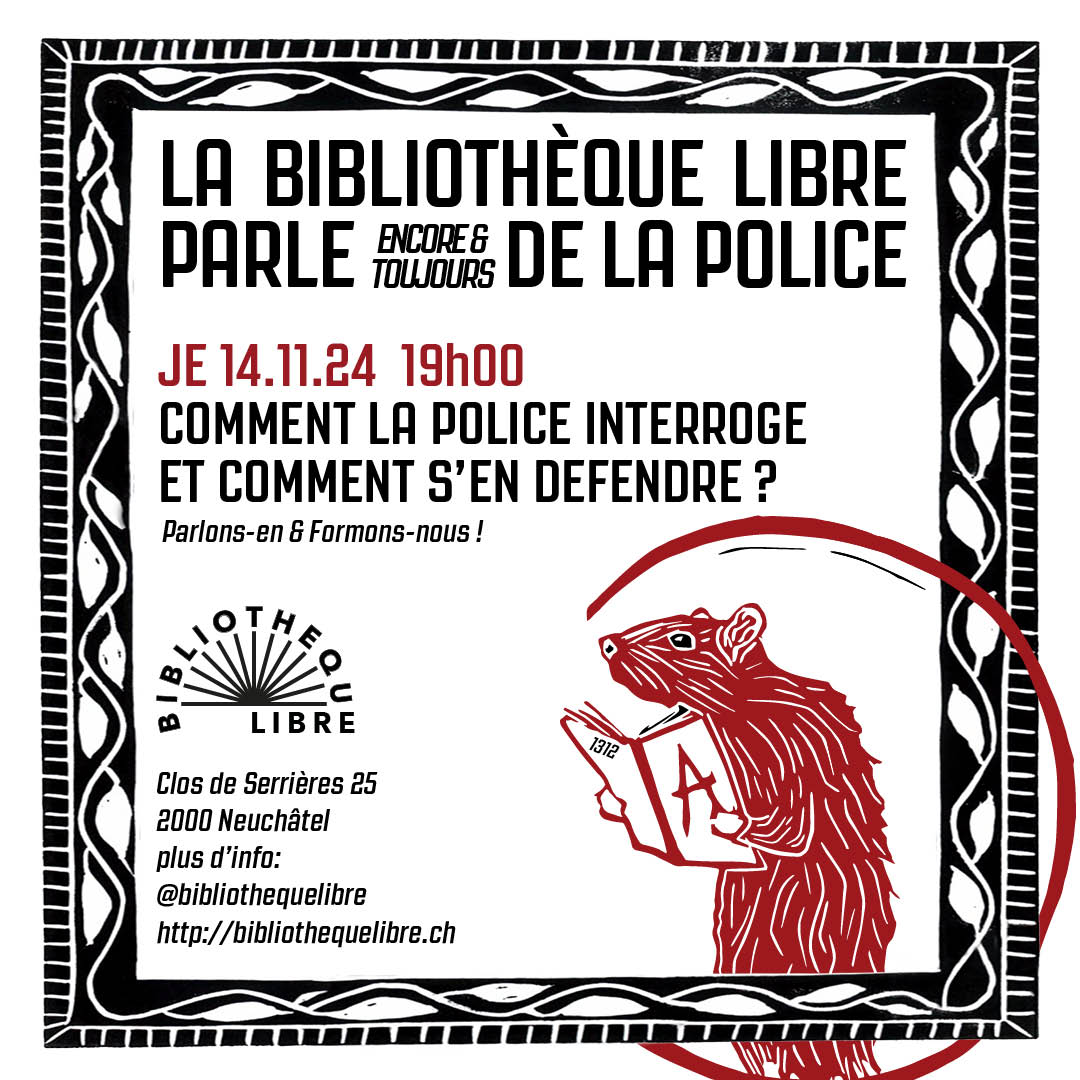 LA BIBLIOTHÈQUE LIBRE
PARLE ENCORE & TOUJOURS DE LA POLICE
JE 14.11.24 19h00
COMMENT LA POLICE INTERROGE
ET COMMENT S'EN DEFENDRE ?
Parlons-en & Formons-nous !
BIBLIOTHEQU
LIBRE
1312
A
Clos de Serrières 25
2000 Neuchâtel
plus d'info:
@bibliothequelibre
http://bibliothequelibre.ch